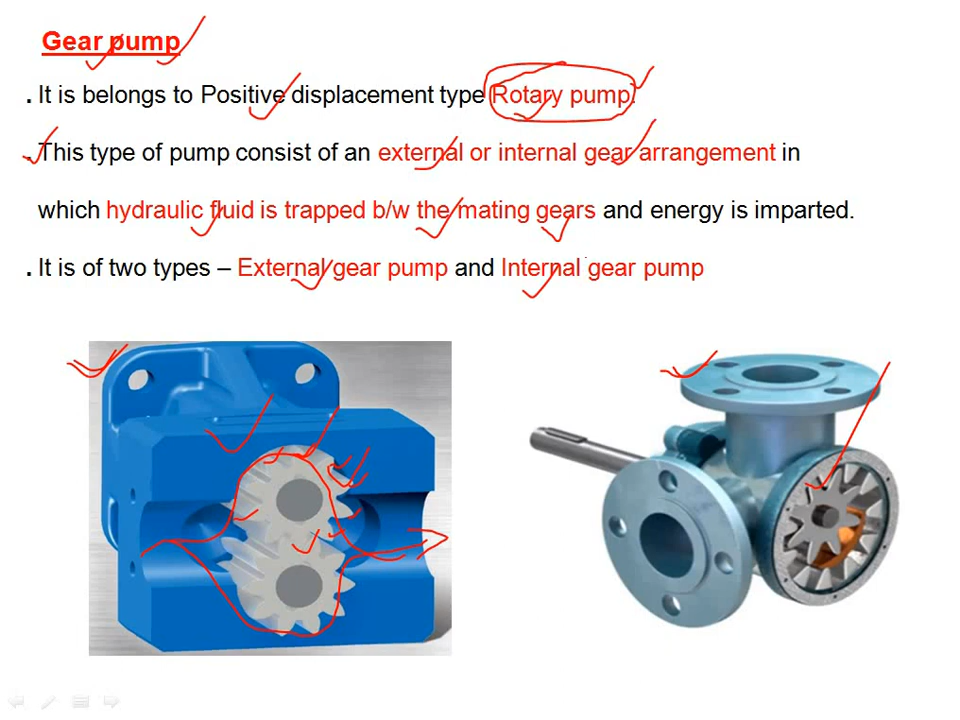 Gear pump
. It is belongs to Positive displacement type Rotary pump.
. This type of pump consist of an external or internal gear arrangement in
which hydraulic fluid is trapped b/w the mating gears and energy is imparted.
. It is of two types – External gear pump and Internal gear pump